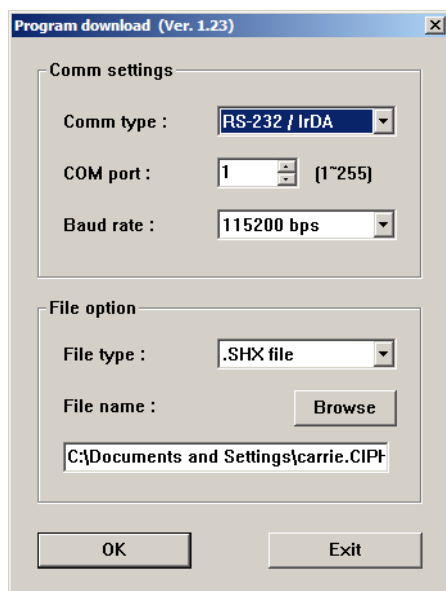 Program download (Ver. 1.23)
Comm settings
Comm type : RS-232 / IrDA
COM port : 1 (1~255)
Baud rate : 115200 bps
File option
File type : .SHX file
File name : Browse
C:\Documents and Settings\carrie.CIPH
OK Exit